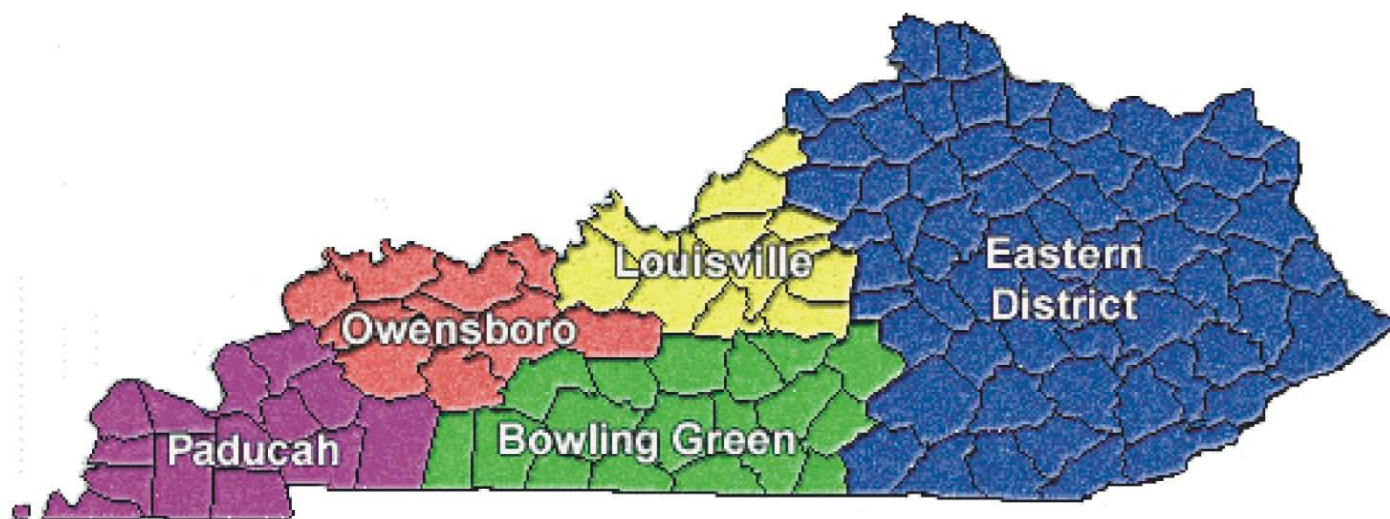 Eastern
District
Louisville
Owensboro
Bowling Green
Paducah